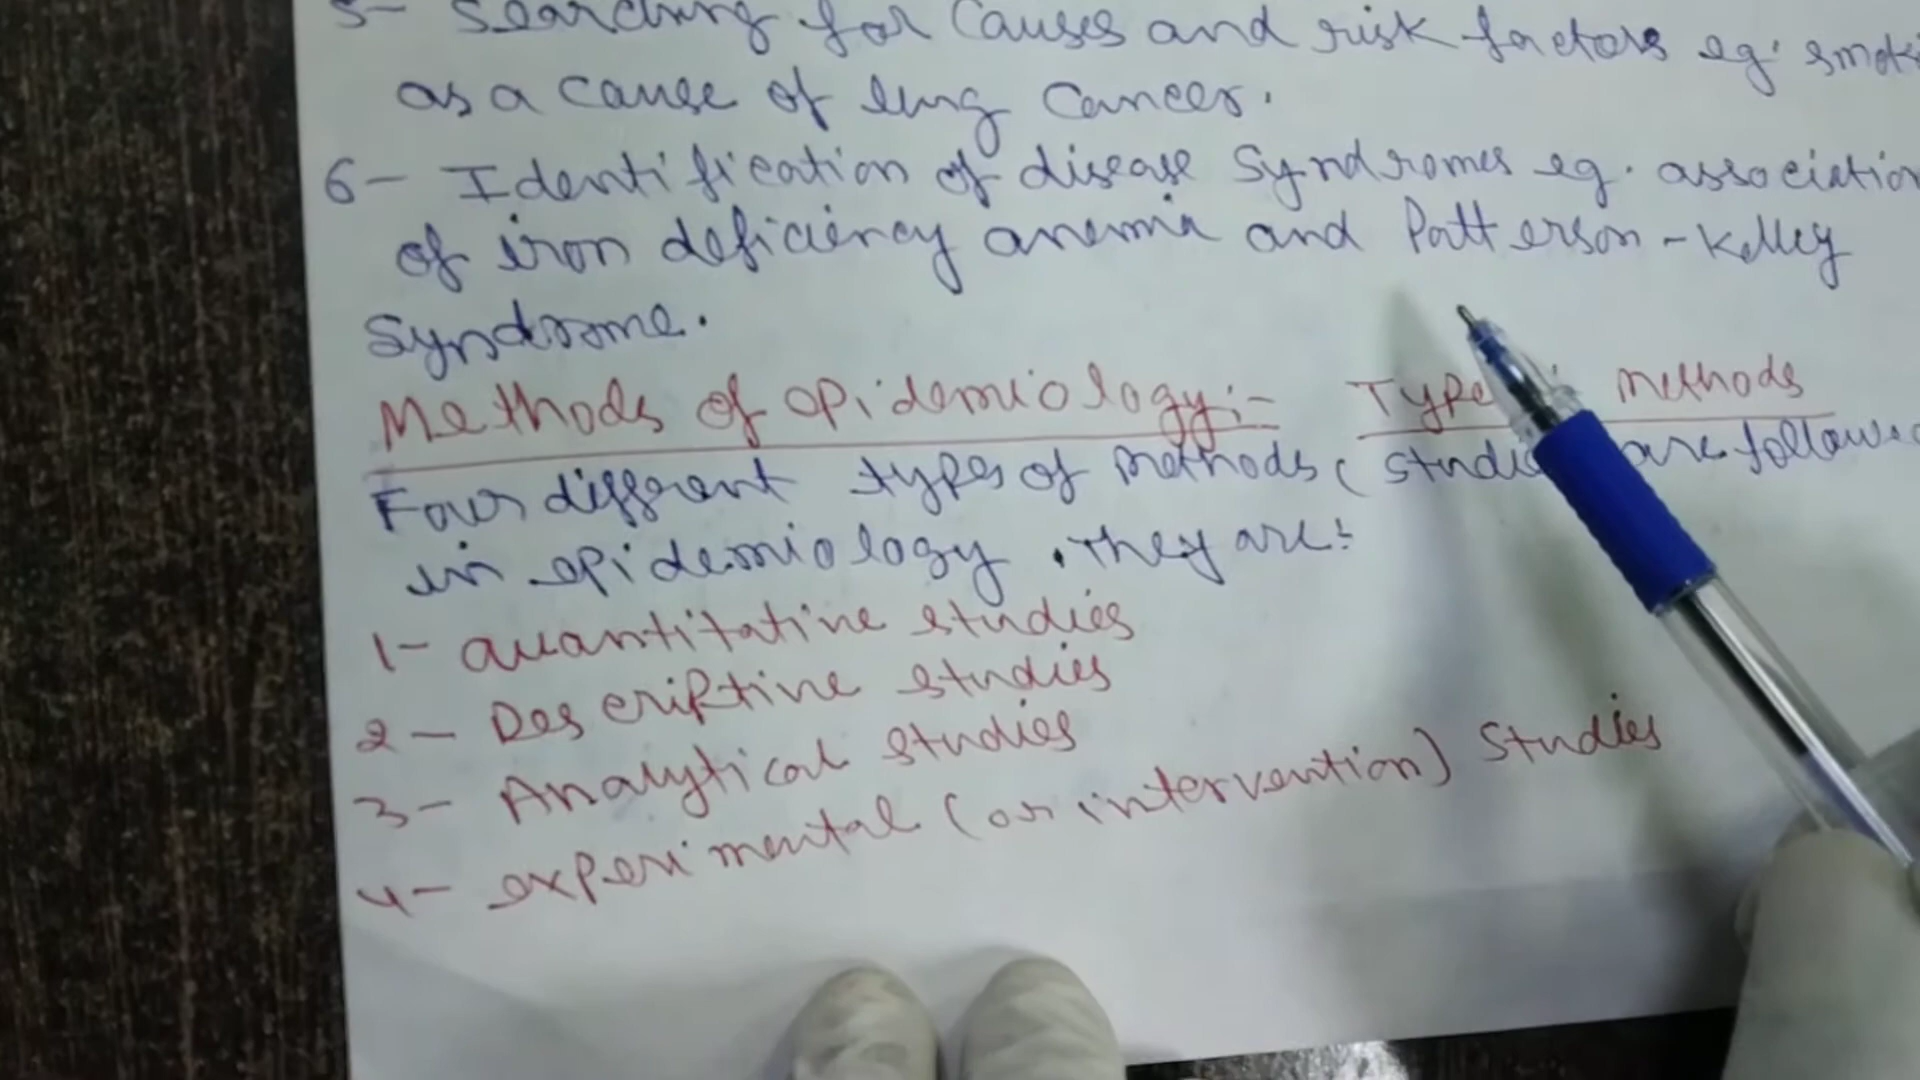 5- Searching for Causes and risk factors eg. smoki
as a cause of lung Cancer.
6- Identification of disease Syndromes eg. association
of iron deficiency anemia and Patterson-Kelley
Syndrome.
Methods of epidemiology:- Type methods
Four different types of methods ( studie are followe
in epidemiology. They are:
1- quantitative studies
2- Descriptive studies
3- Analytical studies
4- experimental (or intervention) Studies